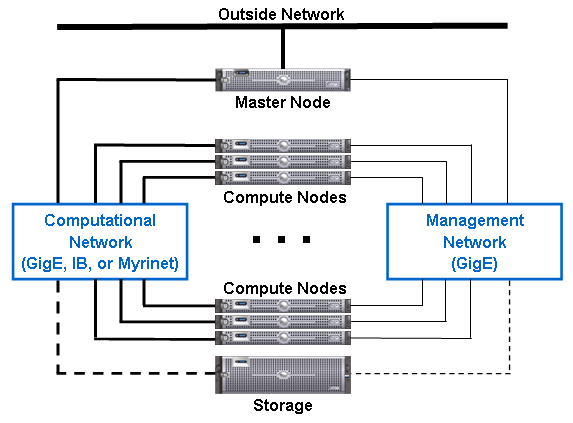 Outside Network
Master Node
Compute Nodes
Computational
Network
(GigE, IB, or Myrinet)
Management
Network
(GigE)
Compute Nodes
Storage